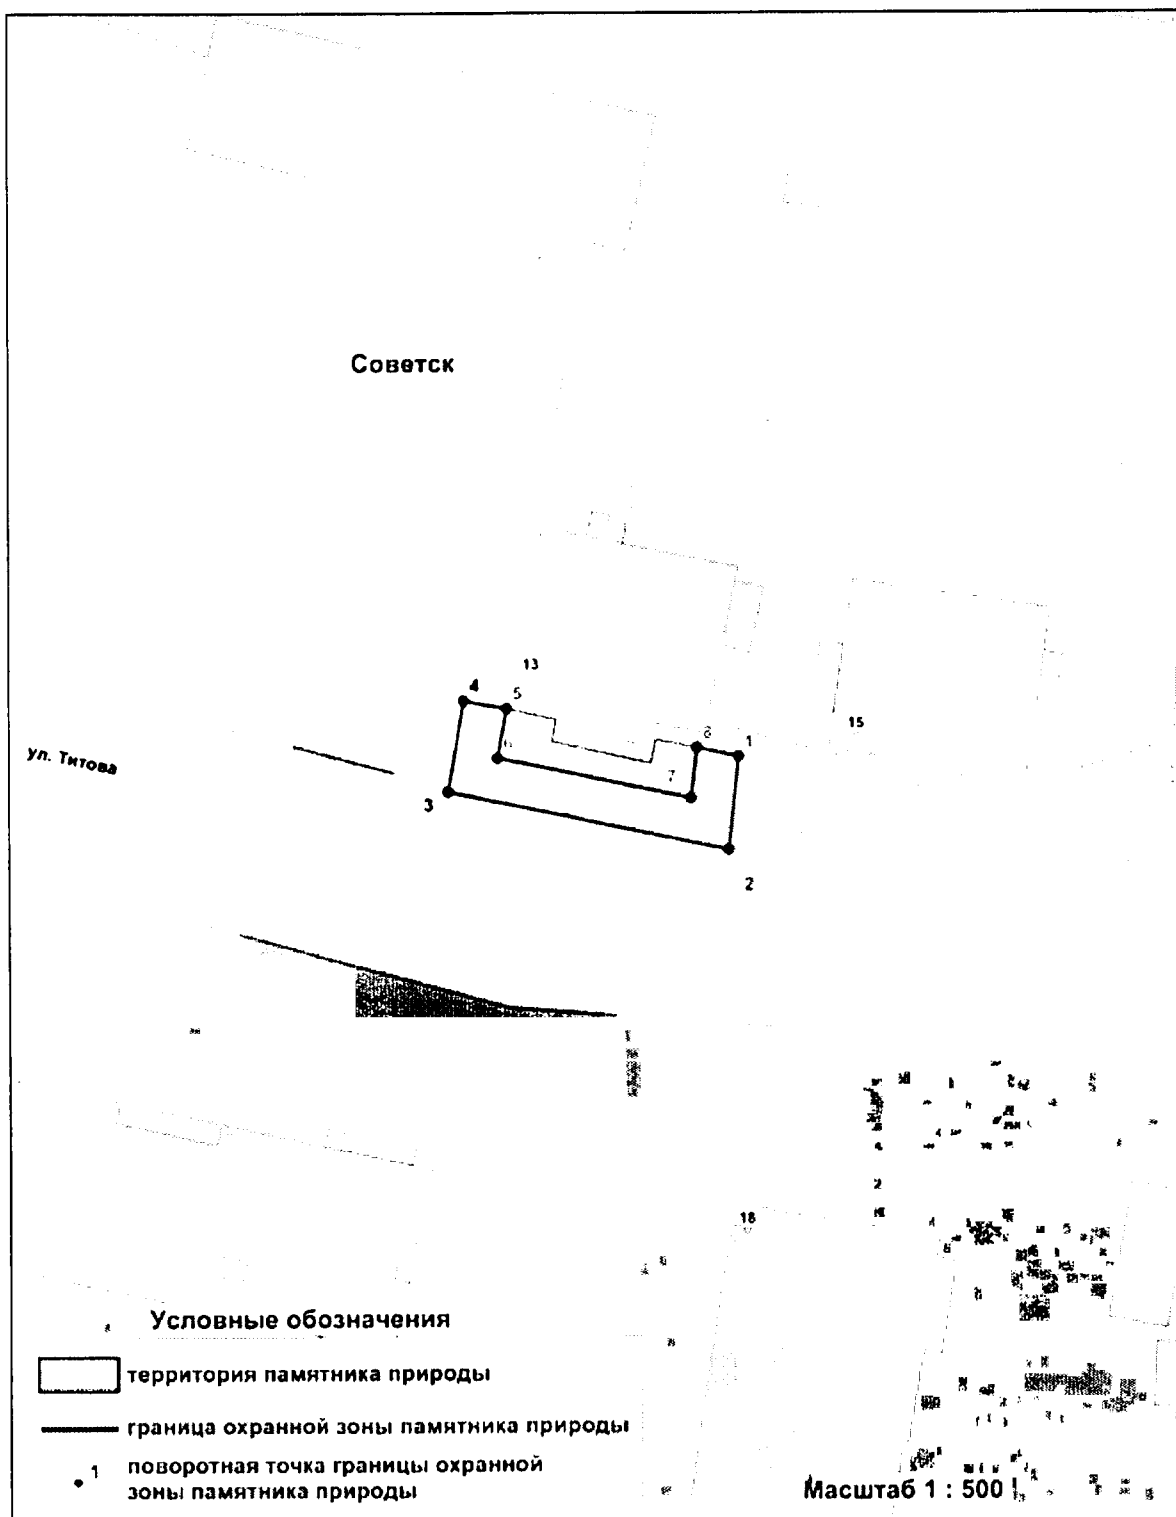 Советск
13
4
5
15
ул. Титова
6
8
1
7
3
2
18
Условные обозначения
территория памятника природы
граница охранной зоны памятника природы
1 поворотная точка границы охранной
зоны памятника природы
Масштаб 1 : 500